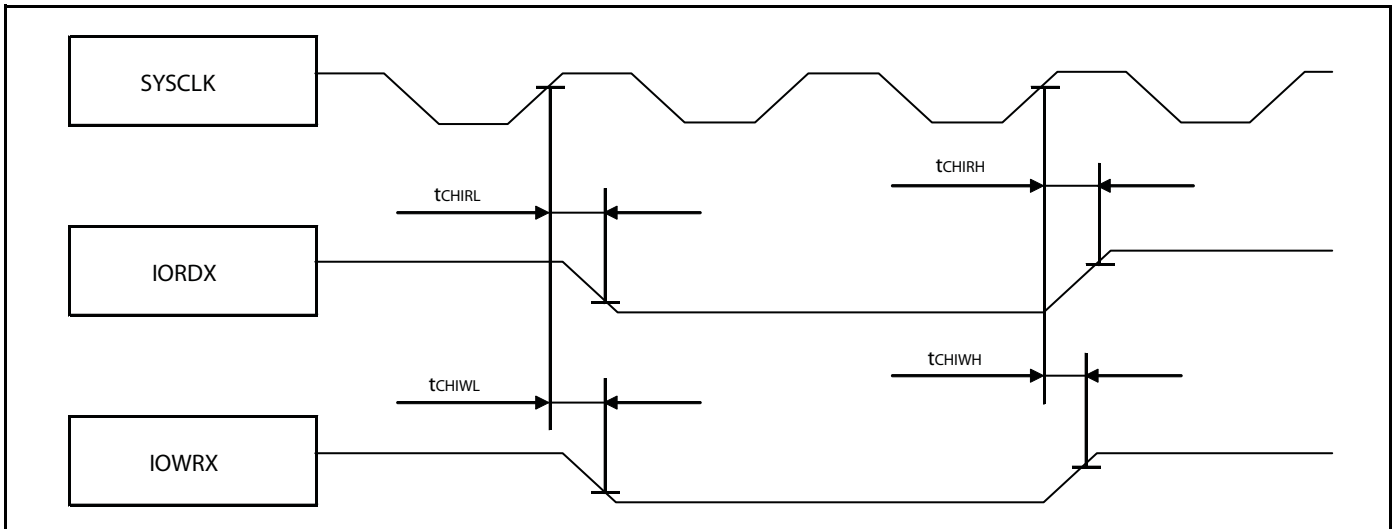 SYSCLK
tCHIRH
tCHIRL
IORDX
tCHIWH
tCHIWL
IOWRX